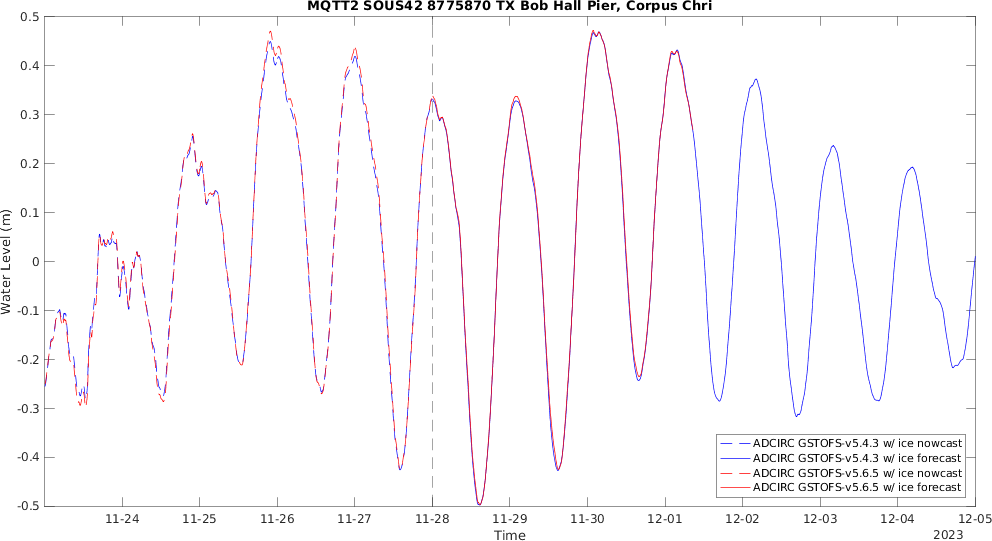 MQTT2 SOUS42 8775870 TX Bob Hall Pier, Corpus Chri
Water Level (m)
0.5
0.4
0.3
0.2
0.1
0
-0.1
-0.2
-0.3
-0.4
-0.5
ADCIRC GSTOFS-v5.4.3 w/ ice nowcast
ADCIRC GSTOFS-v5.4.3 w/ ice forecast
ADCIRC GSTOFS-v5.6.5 w/ ice nowcast
ADCIRC GSTOFS-v5.6.5 w/ ice forecast
11-24 11-25 11-26 11-27 11-28 11-29 11-30 12-01 12-02 12-03 12-04 12-05
Time
2023